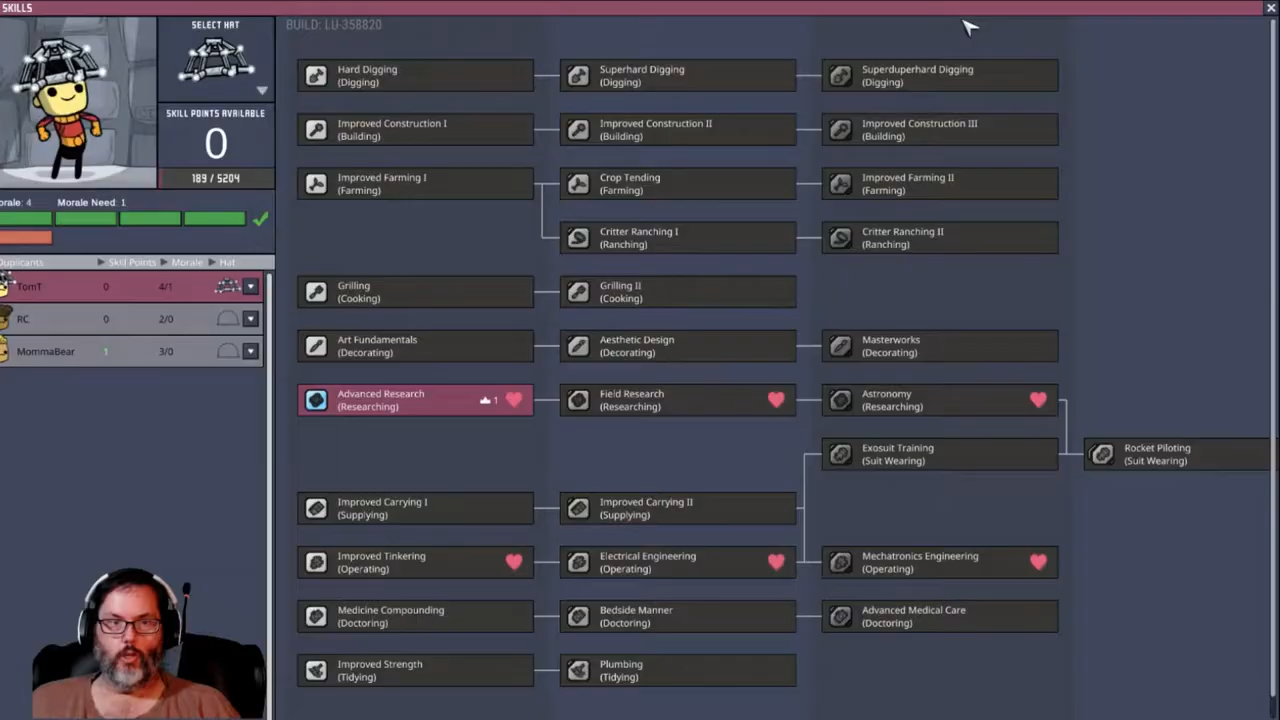 SKILLS
BUILD: LU-358820
SELECT HAT
SKILL POINTS AVAILABLE
0
189 / 5204
orale: 4 Morale Need: 1
Duplicants Skill Points Morale Hat
TomT 0 4/1
RC 0 2/0
MommaBear 1 3/0
Hard Digging
(Digging)
Superhard Digging
(Digging)
Superduperhard Digging
(Digging)
Improved Construction I
(Building)
Improved Construction II
(Building)
Improved Construction III
(Building)
Improved Farming I
(Farming)
Crop Tending
(Farming)
Improved Farming II
(Farming)
Critter Ranching I
(Ranching)
Critter Ranching II
(Ranching)
Grilling
(Cooking)
Grilling II
(Cooking)
Art Fundamentals
(Decorating)
Aesthetic Design
(Decorating)
Masterworks
(Decorating)
Advanced Research
(Researching)
1
Field Research
(Researching)
Astronomy
(Researching)
Exosuit Training
(Suit Wearing)
Rocket Piloting
(Suit Wearing)
Improved Carrying I
(Supplying)
Improved Carrying II
(Supplying)
Improved Tinkering
(Operating)
Electrical Engineering
(Operating)
Mechatronics Engineering
(Operating)
Medicine Compounding
(Doctoring)
Bedside Manner
(Doctoring)
Advanced Medical Care
(Doctoring)
Improved Strength
(Tidying)
Plumbing
(Tidying)